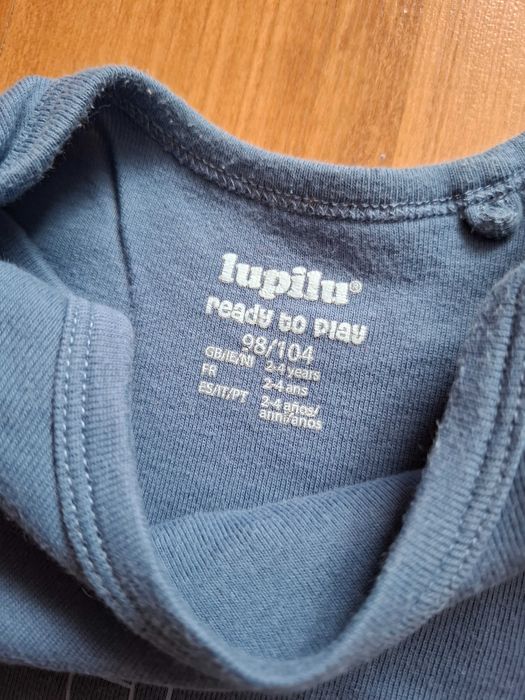 lupilu®
ready to play
98/104
GB/IE/NI 2-4 years
FR 2-4 ans
ES/IT/PT 2-4 años/
anni/anos